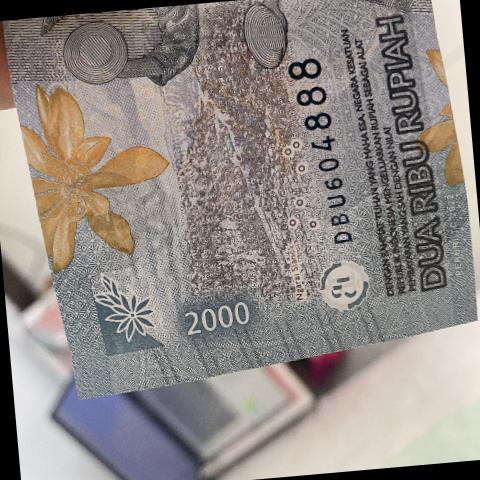 DBU604888
DENGAN RAHMAT TUHAN YANG MAHA ESA, NEGARA KESATUAN
REPUBLIK INDONESIA MENGELUARKAN RUPIAH SEBAGAI ALAT
PEMBAYARAN YANG SAH DENGAN NILAI
DUA RIBU RUPIAH
2000